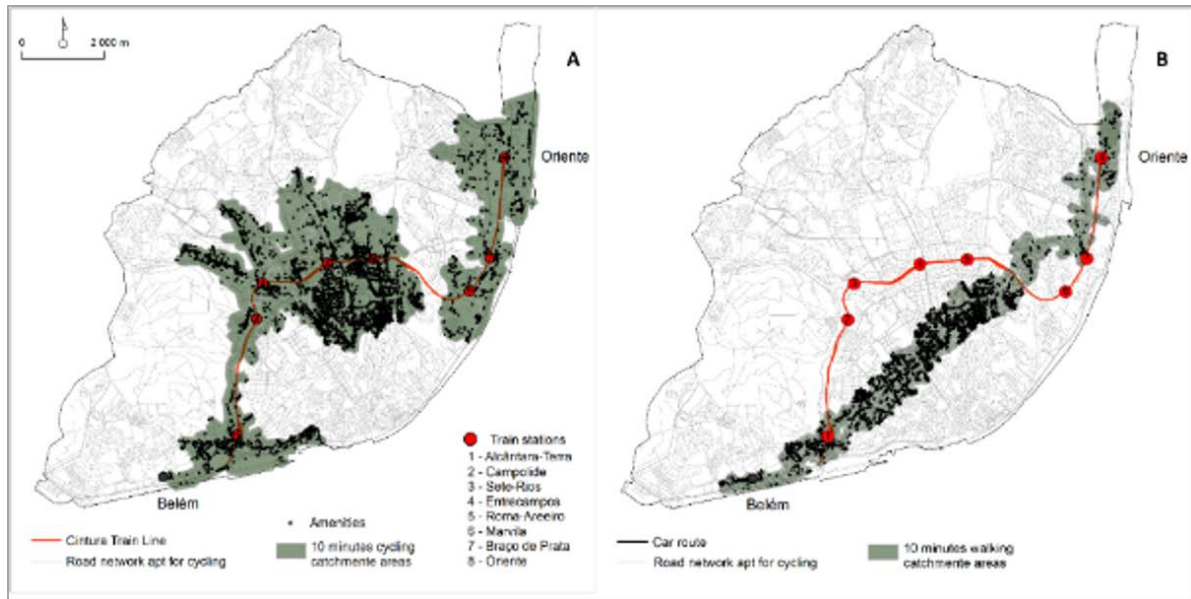 A
0 2 000 m
Oriente
Belém
Train stations
1 - Alcântara-Terra
2 - Campolide
3 - Sete-Rios
4 - Entrecampos
5 - Roma-Areeiro
6 - Marvila
7 - Braço de Prata
8 - Oriente
Amenities
Cintura Train Line
Road network apt for cycling
10 minutes cycling
catchmente areas
B
Oriente
Belém
Car route
Road network apt for cycling
10 minutes walking
catchmente areas